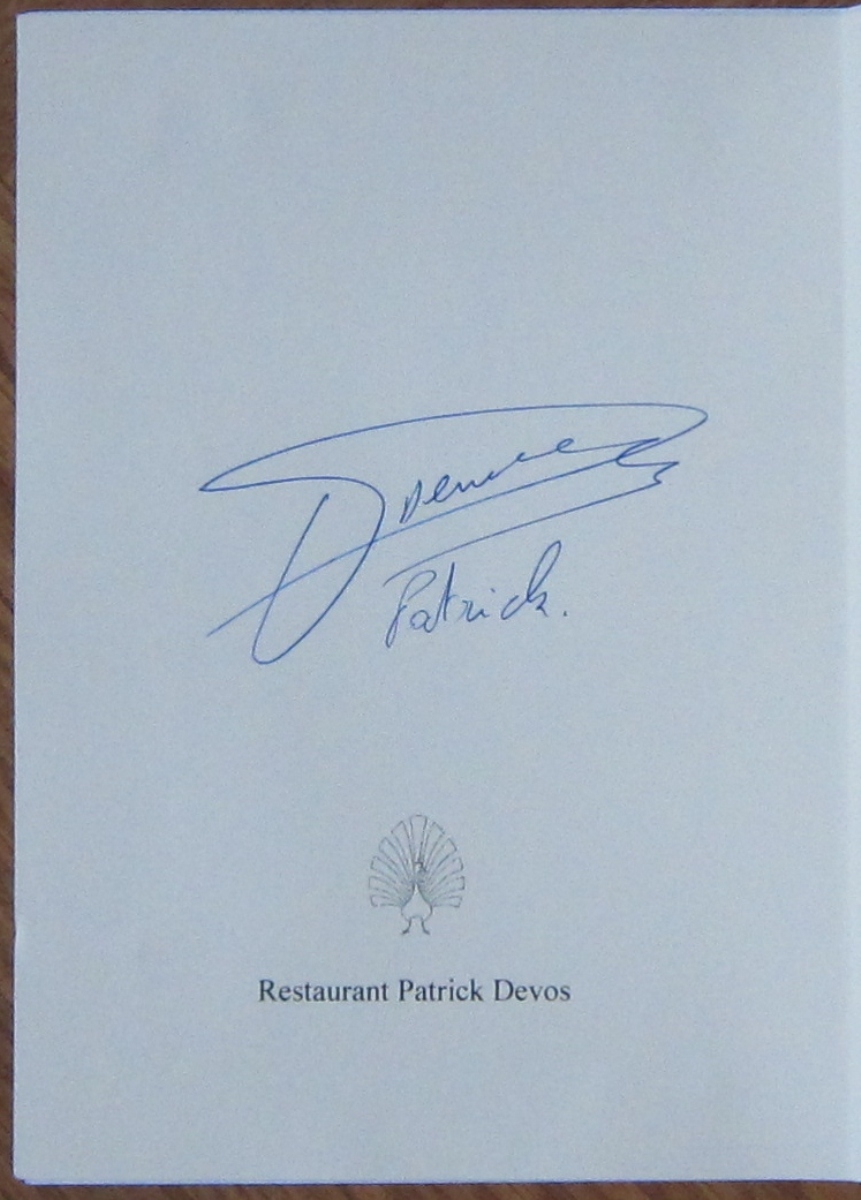 Patrick.
Restaurant Patrick Devos